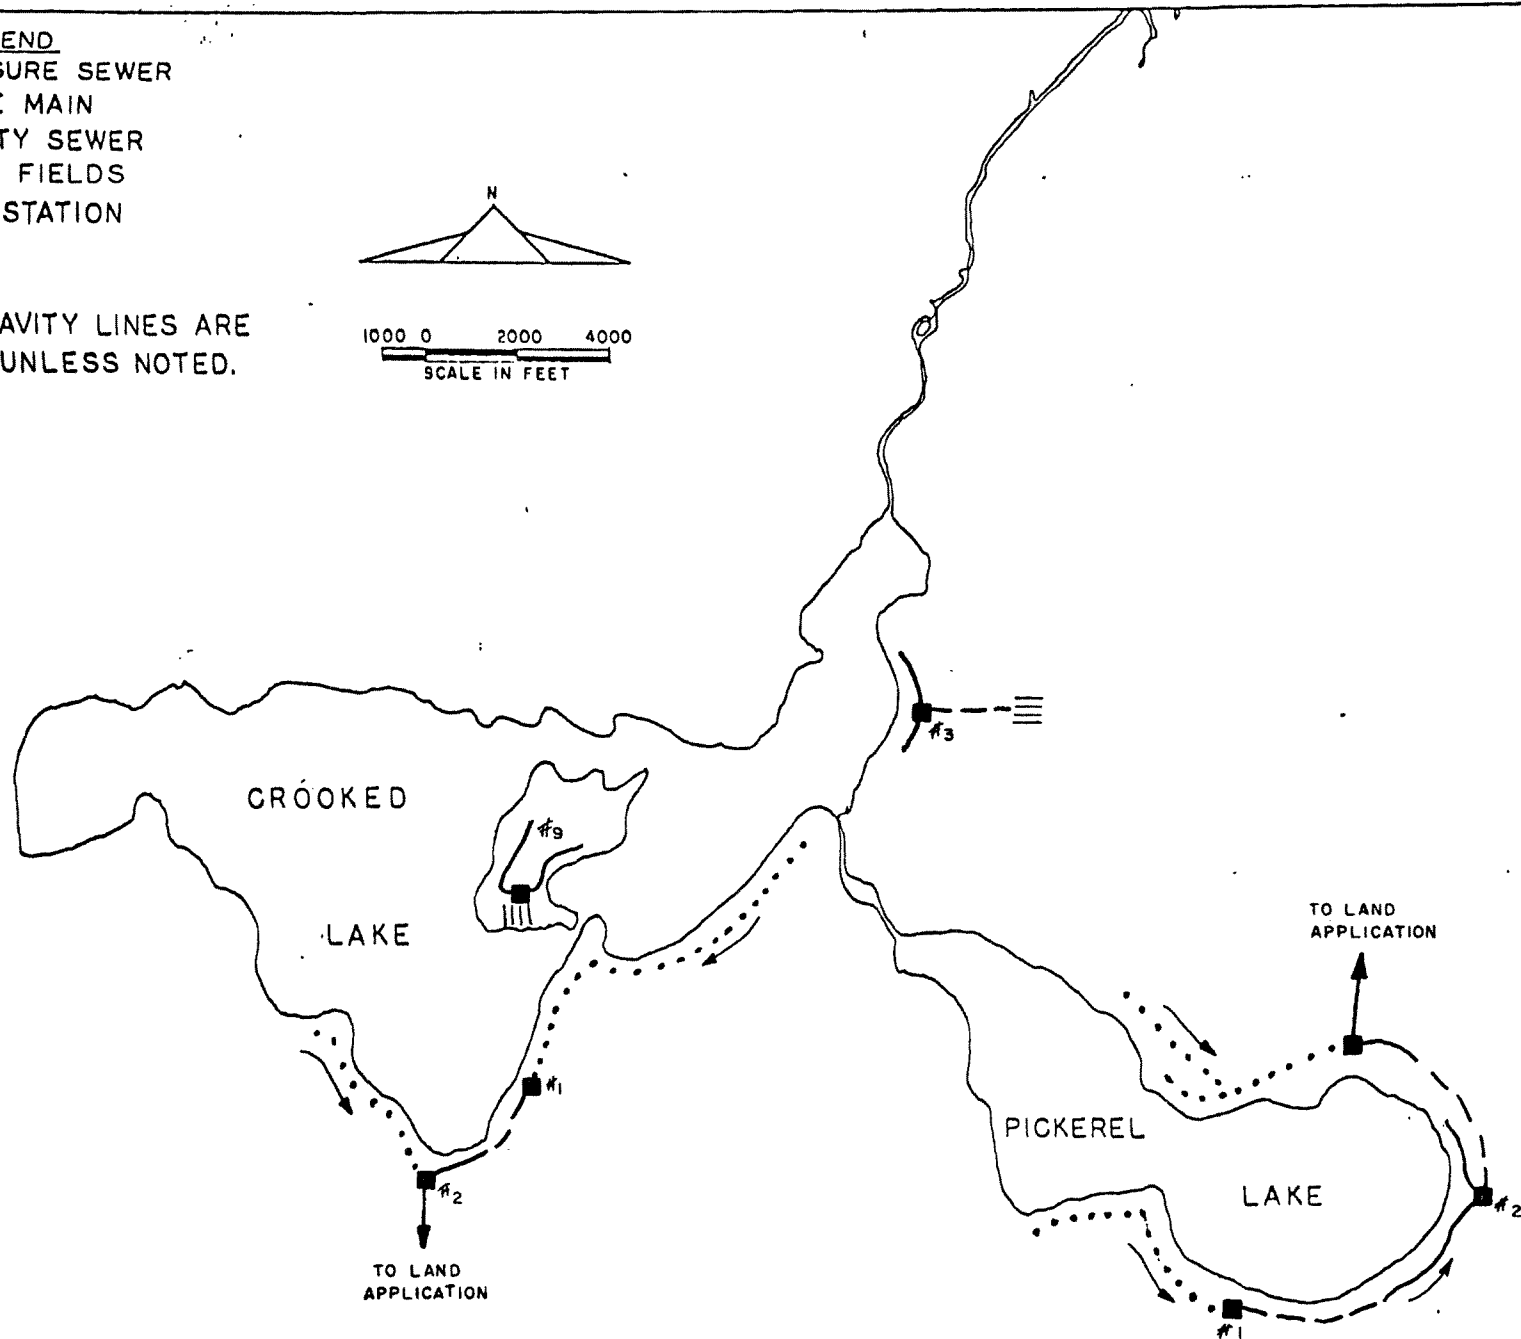 END
SURE SEWER
E MAIN
TY SEWER
FIELDS
STATION
AVITY LINES ARE
UNLESS NOTED.
N
1000 0 2000 4000
SCALE IN FEET
#3
CROOKED
LAKE
#9
#1
#2
TO LAND
APPLICATION
TO LAND
APPLICATION
PICKEREL
LAKE
#2
#1